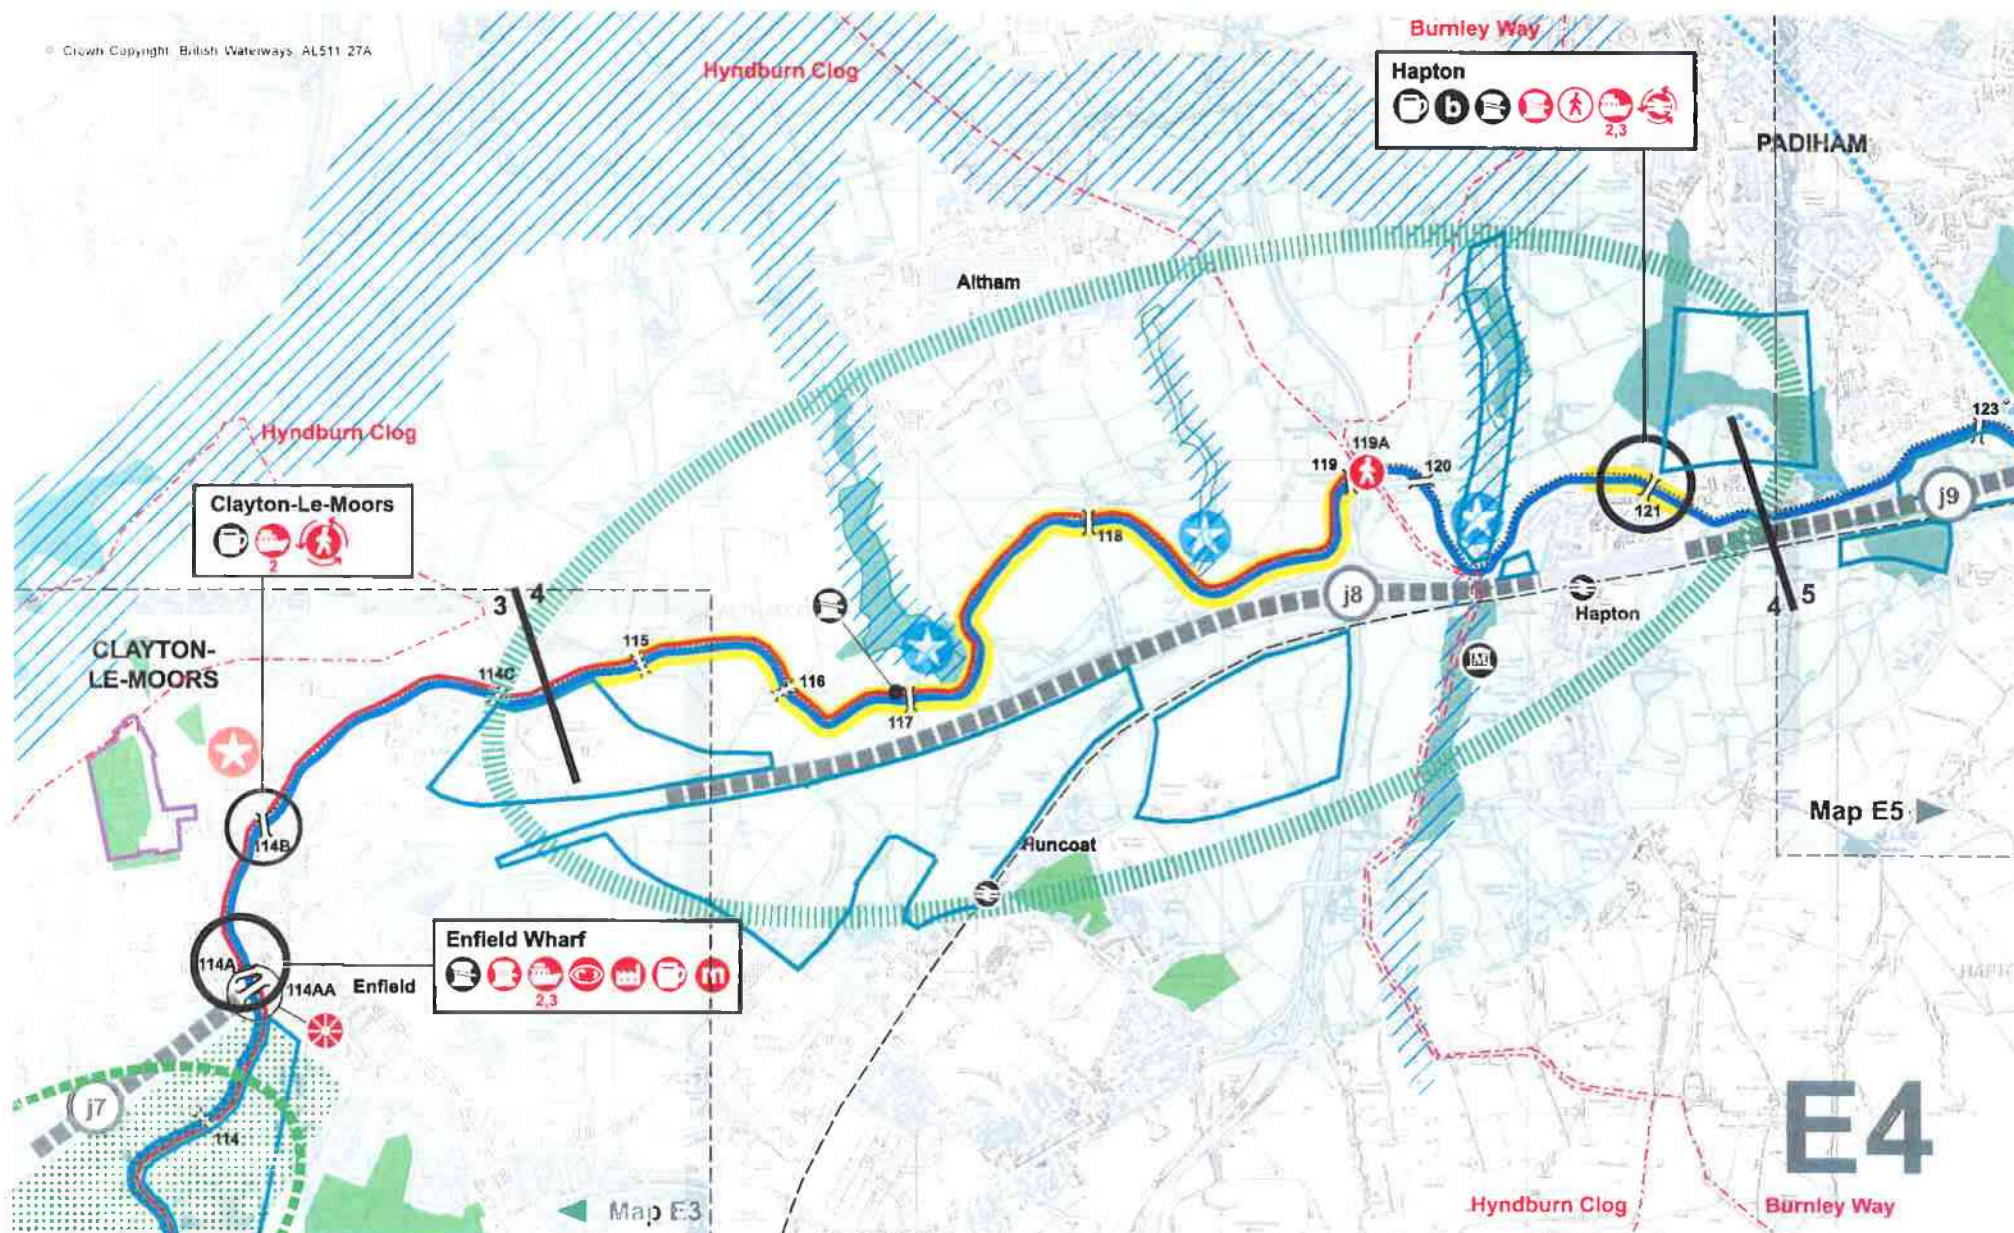 © Crown Copyright British Waterways AL511 27A
Burnley Way
Hyndburn Clog
Hapton
b
2,3
PADIHAM
Altham
123
Hyndburn Clog
119A
119
120
121
j9
Clayton-Le-Moors
2
118
3 4
j8
Hapton
4 5
CLAYTON-
LE-MOORS
115
114C
116
117
M
Map E5
114B
Huncoat
Enfield Wharf
m
2,3
114A
114AA
Enfield
j7
114
E4
Map E3
Hyndburn Clog
Burnley Way